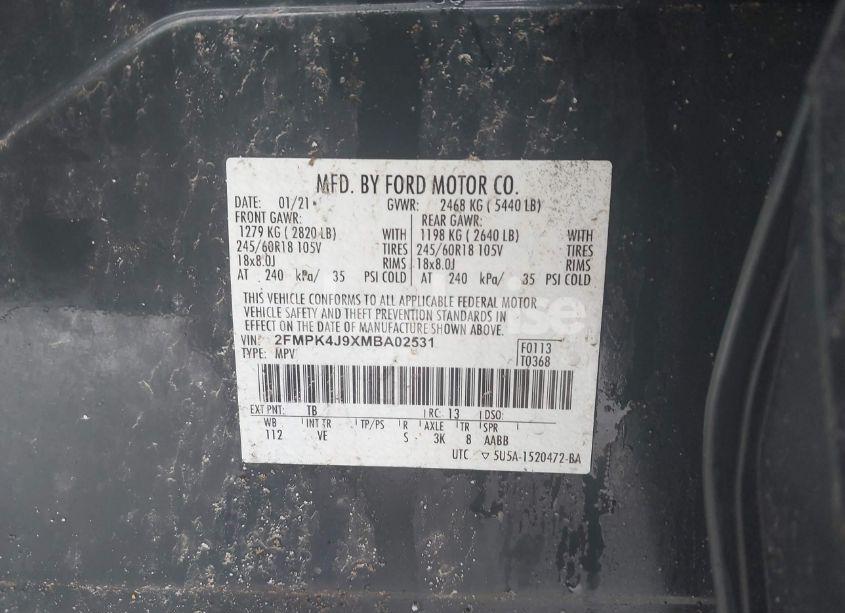 MFD. BY FORD MOTOR CO.
DATE: 01/21 GVWR: 2468 KG ( 5440 LB)
FRONT GAWR: REAR GAWR:
1279 KG ( 2820 LB) WITH 1198 KG ( 2640 LB) WITH
245/60R18 105V TIRES 245/60R18 105V TIRES
18x8.0J RIMS 18x8.0J RIMS
AT 240 kPa/ 35 PSI COLD AT 240 kPa/ 35 PSI COLD
THIS VEHICLE CONFORMS TO ALL APPLICABLE FEDERAL MOTOR
VEHICLE SAFETY AND THEFT PREVENTION STANDARDS IN
EFFECT ON THE DATE OF MANUFACTURE SHOWN ABOVE.
VIN: 2FMPK4J9XMBA02531 F0113
TYPE: MPV T0368
EXT PNT: TB RC: 13 DSO:
WB INT TR TP/PS R AXLE TR SPR
112 VE S 3K 8 AABB
UTC ▽ 5U5A-1520472-BA